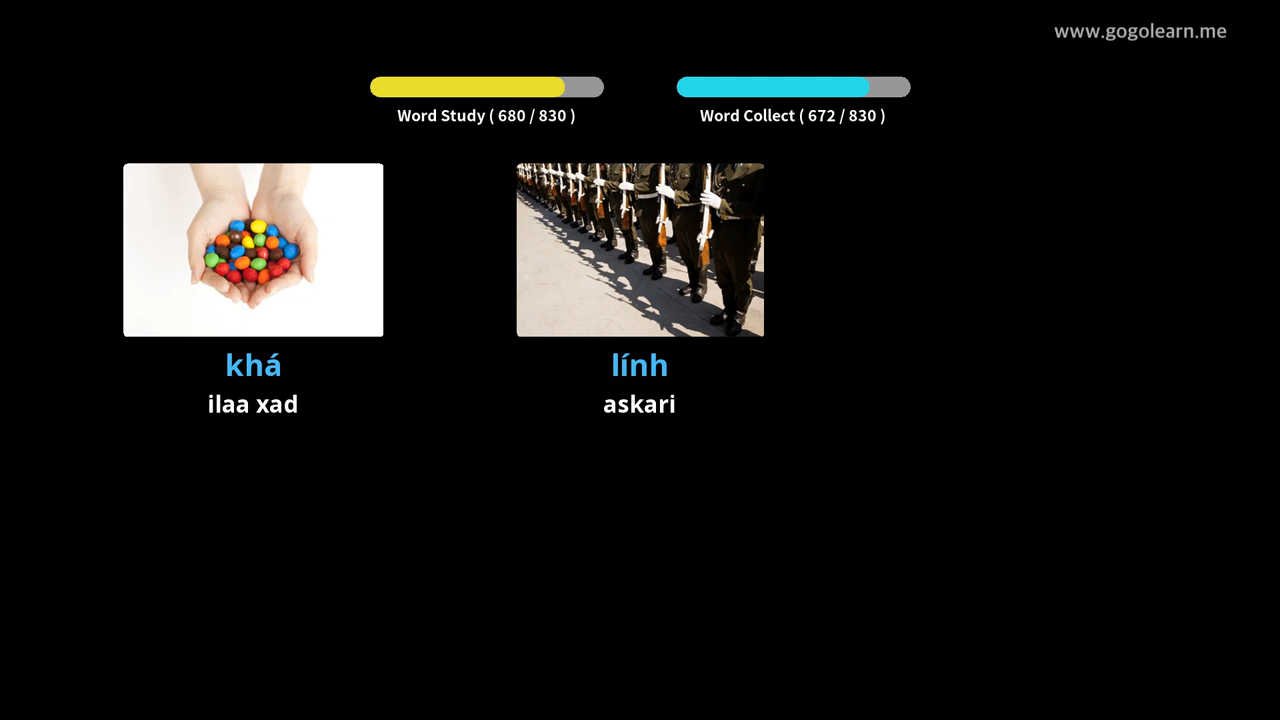 www.gogolearn.me
Word Study ( 680 / 830 )
Word Collect ( 672 / 830 )
khá
ilaa xad
lính
askari